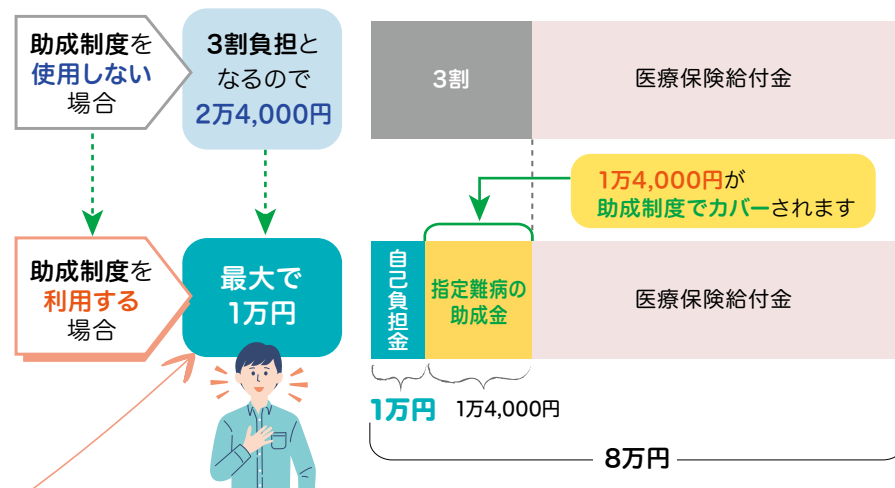 助成制度を
使用しない
場合
3割負担と
なるので
2万4,000円
3割
医療保険給付金
1万4,000円が
助成制度でカバーされます
助成制度を
利用する
場合
最大で
1万円
自己負担金
指定難病の
助成金
医療保険給付金
1万円
1万4,000円
8万円